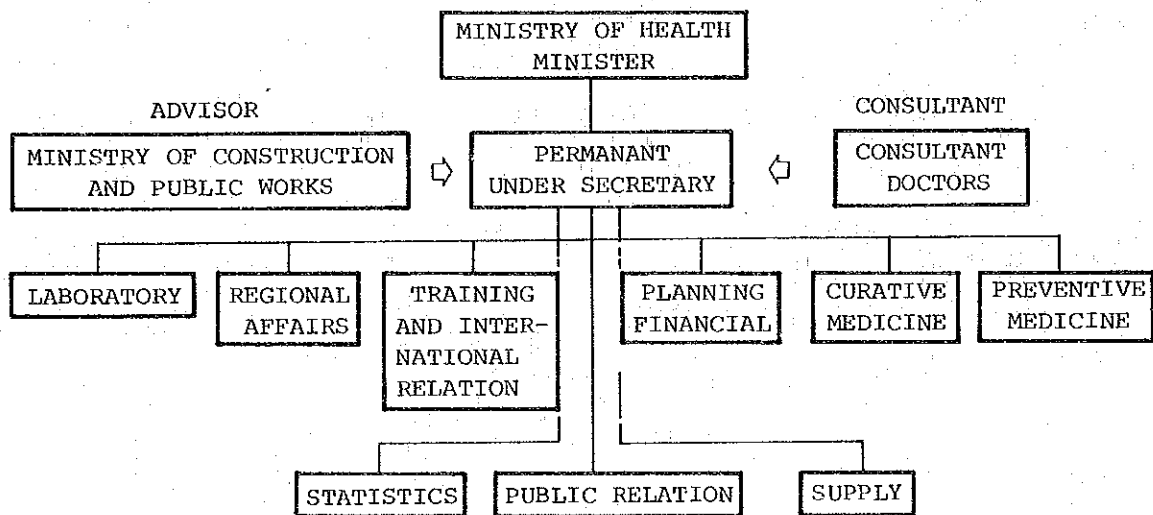 MINISTRY OF HEALTH
MINISTER
ADVISOR
MINISTRY OF CONSTRUCTION
AND PUBLIC WORKS
PERMANANT
UNDER SECRETARY
CONSULTANT
CONSULTANT
DOCTORS
LABORATORY
REGIONAL
AFFAIRS
TRAINING
AND INTER-
NATIONAL
RELATION
PLANNING
FINANCIAL
CURATIVE
MEDICINE
PREVENTIVE
MEDICINE
STATISTICS
PUBLIC RELATION
SUPPLY